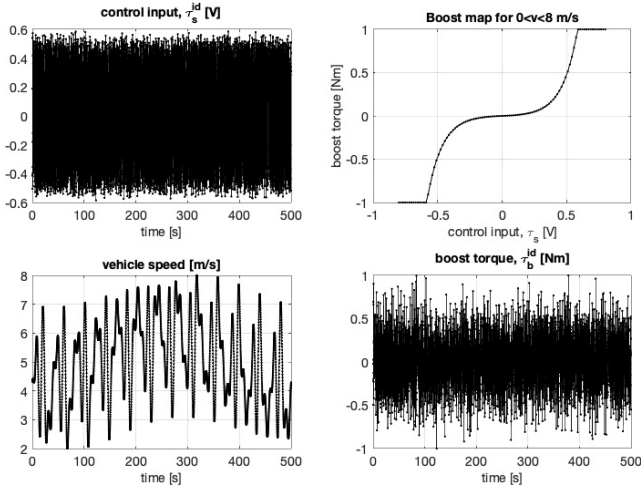 control input, τ_s^id [V]
0.6
0.4
0.2
0
-0.2
-0.4
-0.6
0 100 200 300 400 500
time [s]
Boost map for 0<v<8 m/s
boost torque [Nm]
1
0.5
0
-0.5
-1
-1 -0.5 0 0.5 1
control input, τ_s [V]
vehicle speed [m/s]
8
7
6
5
4
3
2
0 100 200 300 400 500
time [s]
boost torque, τ_b^id [Nm]
1
0.5
0
-0.5
-1
0 100 200 300 400 500
time [s]